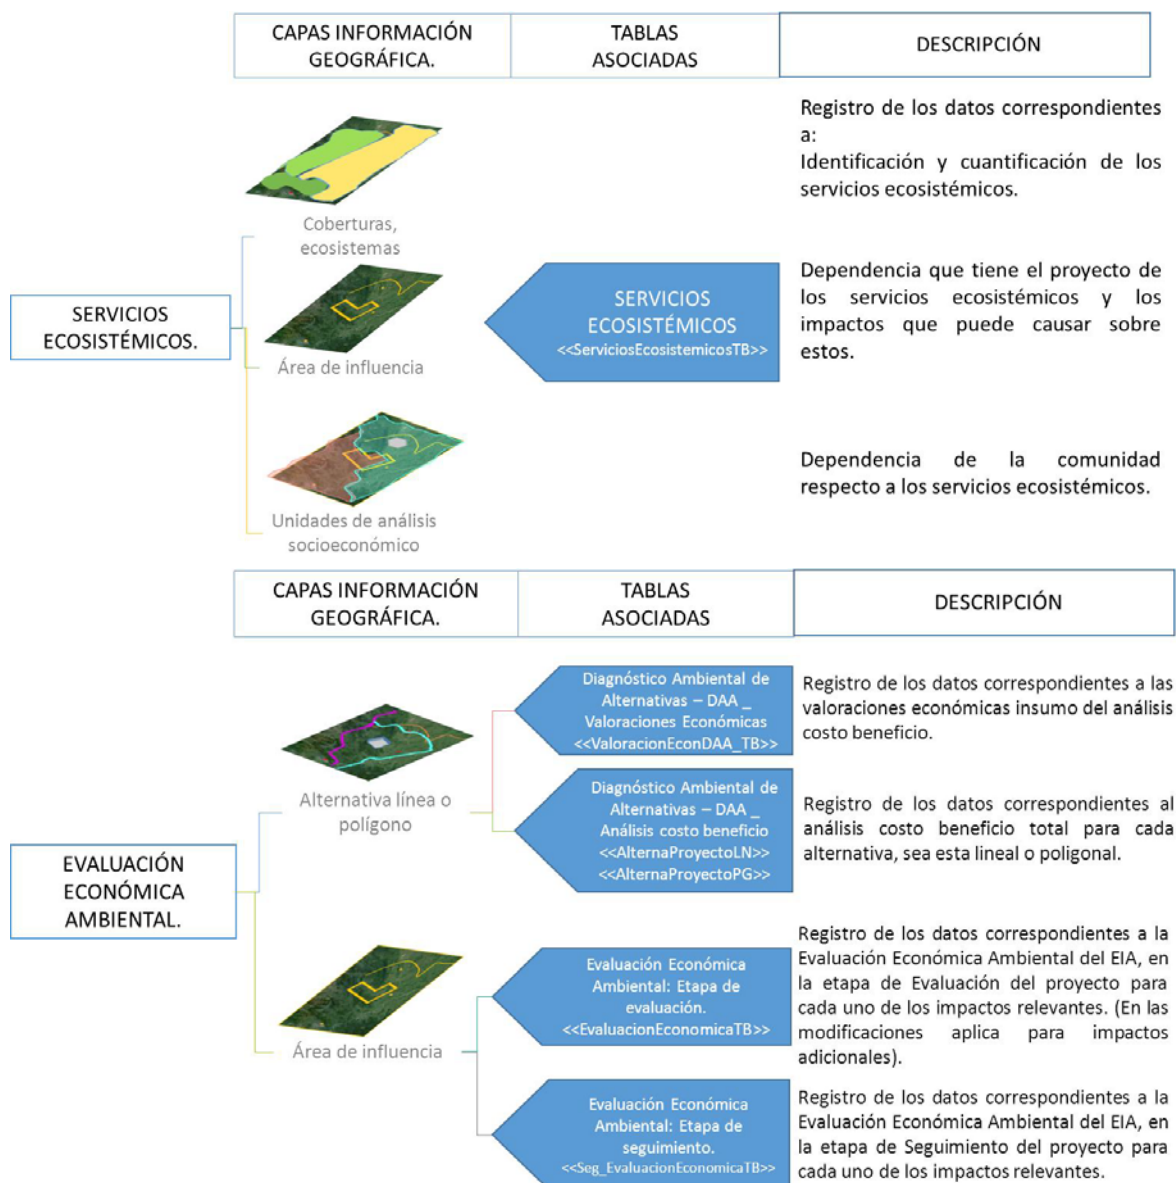 CAPAS INFORMACIÓN
GEOGRÁFICA.
TABLAS
ASOCIADAS
DESCRIPCIÓN
SERVICIOS
ECOSISTÉMICOS.
Coberturas,
ecosistemas
Área de influencia
Unidades de análisis
socioeconómico
SERVICIOS
ECOSISTÉMICOS
<<ServiciosEcosistemicosTB>>
Registro de los datos correspondientes
a:
Identificación y cuantificación de los
servicios ecosistémicos.
Dependencia que tiene el proyecto de
los servicios ecosistémicos y los
impactos que puede causar sobre
estos.
Dependencia de la comunidad
respecto a los servicios ecosistémicos.
CAPAS INFORMACIÓN
GEOGRÁFICA.
TABLAS
ASOCIADAS
DESCRIPCIÓN
EVALUACIÓN
ECONÓMICA
AMBIENTAL.
Alternativa línea o
polígono
Diagnóstico Ambiental de
Alternativas – DAA _
Valoraciones Económicas
<<ValoracionEconDAA_TB>>
Registro de los datos correspondientes a las
valoraciones económicas insumo del análisis
costo beneficio.
Diagnóstico Ambiental de
Alternativas – DAA _
Análisis costo beneficio
<<AlternaProyectoLN>>
<<AlternaProyectoPG>>
Registro de los datos correspondientes al
análisis costo beneficio total para cada
alternativa, sea esta lineal o poligonal.
Área de influencia
Evaluación Económica
Ambiental: Etapa de
evaluación.
<<EvaluacionEconomicaTB>>
Registro de los datos correspondientes a la
Evaluación Económica Ambiental del EIA, en
la etapa de Evaluación del proyecto para
cada uno de los impactos relevantes. (En las
modificaciones aplica para impactos
adicionales).
Evaluación Económica
Ambiental: Etapa de
seguimiento.
<<Seg_EvaluacionEconomicaTB>>
Registro de los datos correspondientes a la
Evaluación Económica Ambiental del EIA, en
la etapa de Seguimiento del proyecto para
cada uno de los impactos relevantes.